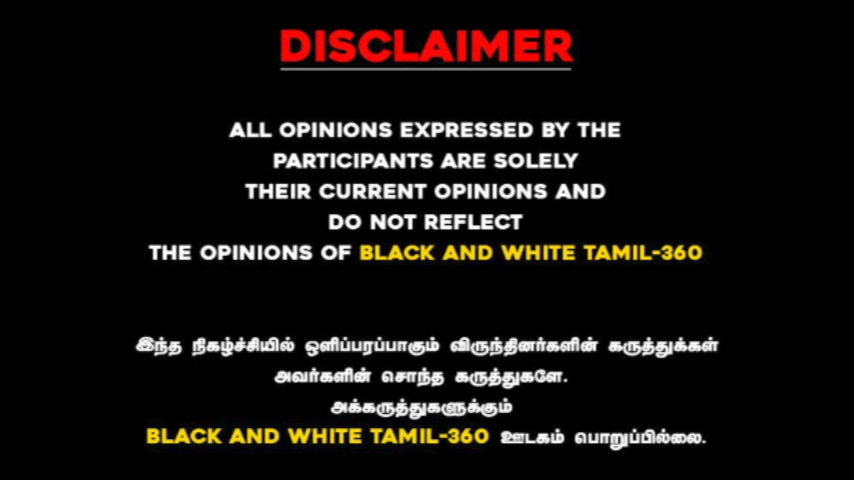 DISCLAIMER
ALL OPINIONS EXPRESSED BY THE
PARTICIPANTS ARE SOLELY
THEIR CURRENT OPINIONS AND
DO NOT REFLECT
THE OPINIONS OF BLACK AND WHITE TAMIL-360
இந்த நிகழ்ச்சியில் ஒளிப்பரப்பாகும் விருந்தினர்களின் கருத்துக்கள்
அவர்களின் சொந்த கருத்துகளே.
அக்கருத்துகளுக்கும்
BLACK AND WHITE TAMIL-360 ஊடகம் பொறுப்பில்லை.